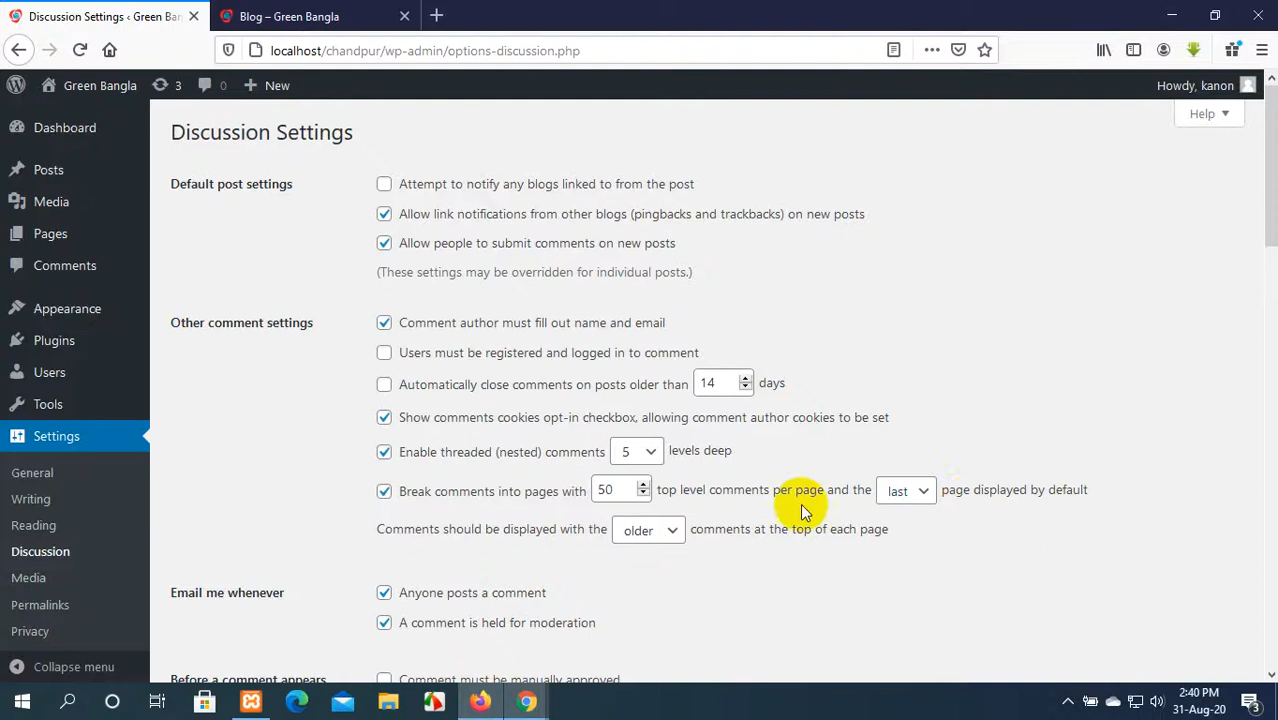 Discussion Settings ‹ Green Ban
Blog – Green Bangla
localhost/chandpur/wp-admin/options-discussion.php
Green Bangla
3
0
New
Howdy, kanon
Help
Dashboard
Posts
Media
Pages
Comments
Appearance
Plugins
Users
Tools
Settings
General
Writing
Reading
Discussion
Media
Permalinks
Privacy
Collapse menu
Discussion Settings
Default post settings
Attempt to notify any blogs linked to from the post
Allow link notifications from other blogs (pingbacks and trackbacks) on new posts
Allow people to submit comments on new posts
(These settings may be overridden for individual posts.)
Other comment settings
Comment author must fill out name and email
Users must be registered and logged in to comment
Automatically close comments on posts older than 14 days
Show comments cookies opt-in checkbox, allowing comment author cookies to be set
Enable threaded (nested) comments 5 levels deep
Break comments into pages with 50 top level comments per page and the last page displayed by default
Comments should be displayed with the older comments at the top of each page
Email me whenever
Anyone posts a comment
A comment is held for moderation
Before a comment appears
Comment must be manually approved
2:40 PM
31-Aug-20
3